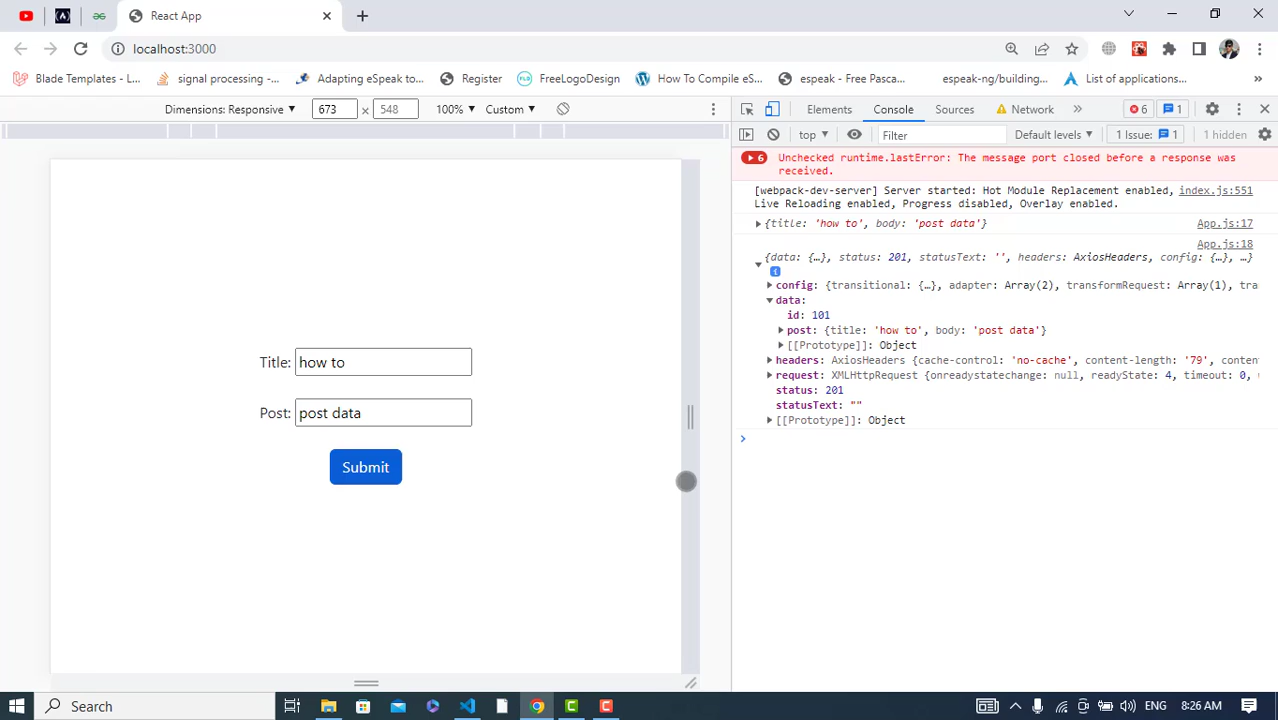 React App
localhost:3000
Blade Templates - L...
signal processing -...
Adapting eSpeak to...
Register
FreeLogoDesign
How To Compile eS...
espeak - Free Pasca...
espeak-ng/building...
List of applications...
»
Dimensions: Responsive
673 x 548
100%
Custom
Elements
Console
Sources
Network
»
6
1
top
Filter
Default levels
1 Issue: 1
1 hidden
6 Unchecked runtime.lastError: The message port closed before a response was
received.
[webpack-dev-server] Server started: Hot Module Replacement enabled, index.js:551
Live Reloading enabled, Progress disabled, Overlay enabled.
{title: 'how to', body: 'post data'} App.js:17
App.js:18
{data: {…}, status: 201, statusText: '', headers: AxiosHeaders, config: {…}, …}
config: {transitional: {…}, adapter: Array(2), transformRequest: Array(1), tra
data:
id: 101
post: {title: 'how to', body: 'post data'}
[[Prototype]]: Object
headers: AxiosHeaders {cache-control: 'no-cache', content-length: '79', conten
request: XMLHttpRequest {onreadystatechange: null, readyState: 4, timeout: 0,
status: 201
statusText: ""
[[Prototype]]: Object
Title: how to
Post: post data
Submit
Search
ENG
8:26 AM